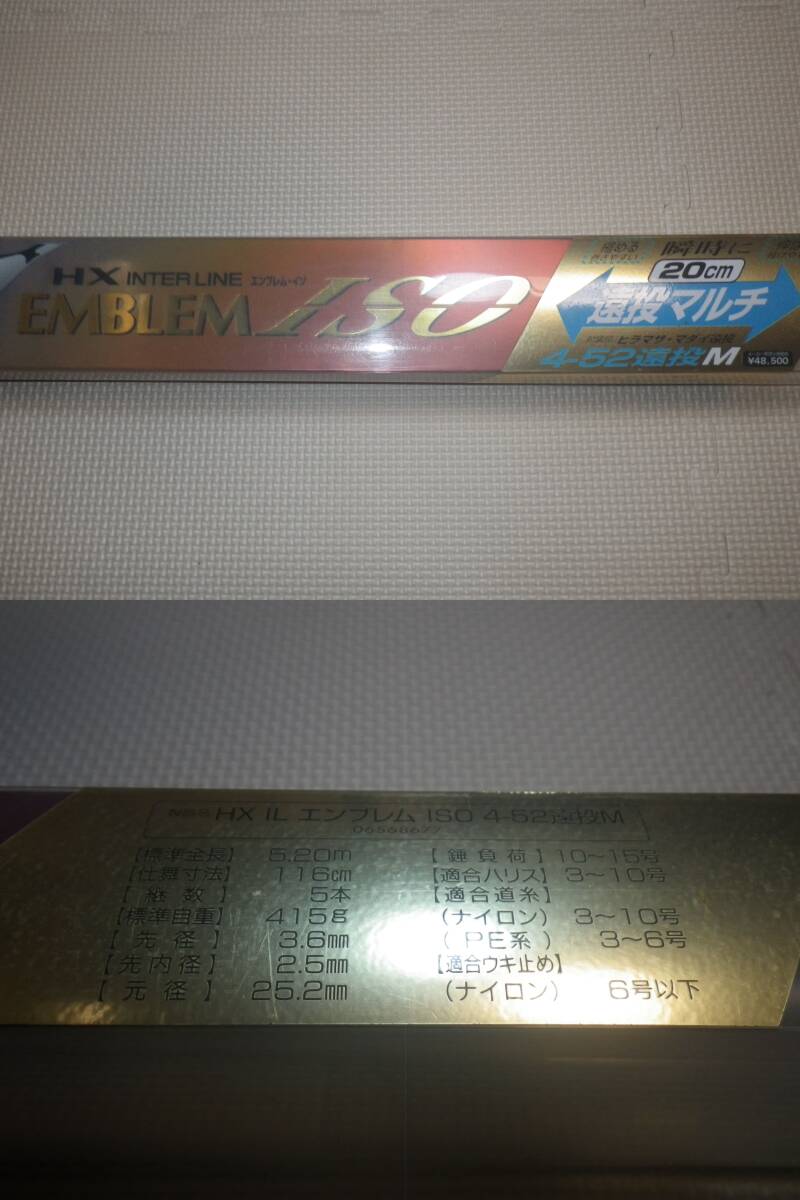 HX INTERLINE エンブレム・イソ
EMBLEM ISO
瞬時に
20cm
遠投マルチ
ヒラマサ・マダイ遠投
4-52遠投M
¥48,500
HX IL エンブレム ISO 4-52遠投M
06568677
【標準全長】 5.20m
【仕舞寸法】 116cm
【継数】 5本
【標準自重】 415g
【先径】 3.6mm
【先内径】 2.5mm
【元径】 25.2mm
【錘負荷】 10〜15号
【適合ハリス】 3〜10号
【適合道糸】
(ナイロン) 3〜10号
(PE系) 3〜6号
【適合ウキ止め】
(ナイロン) 6号以下